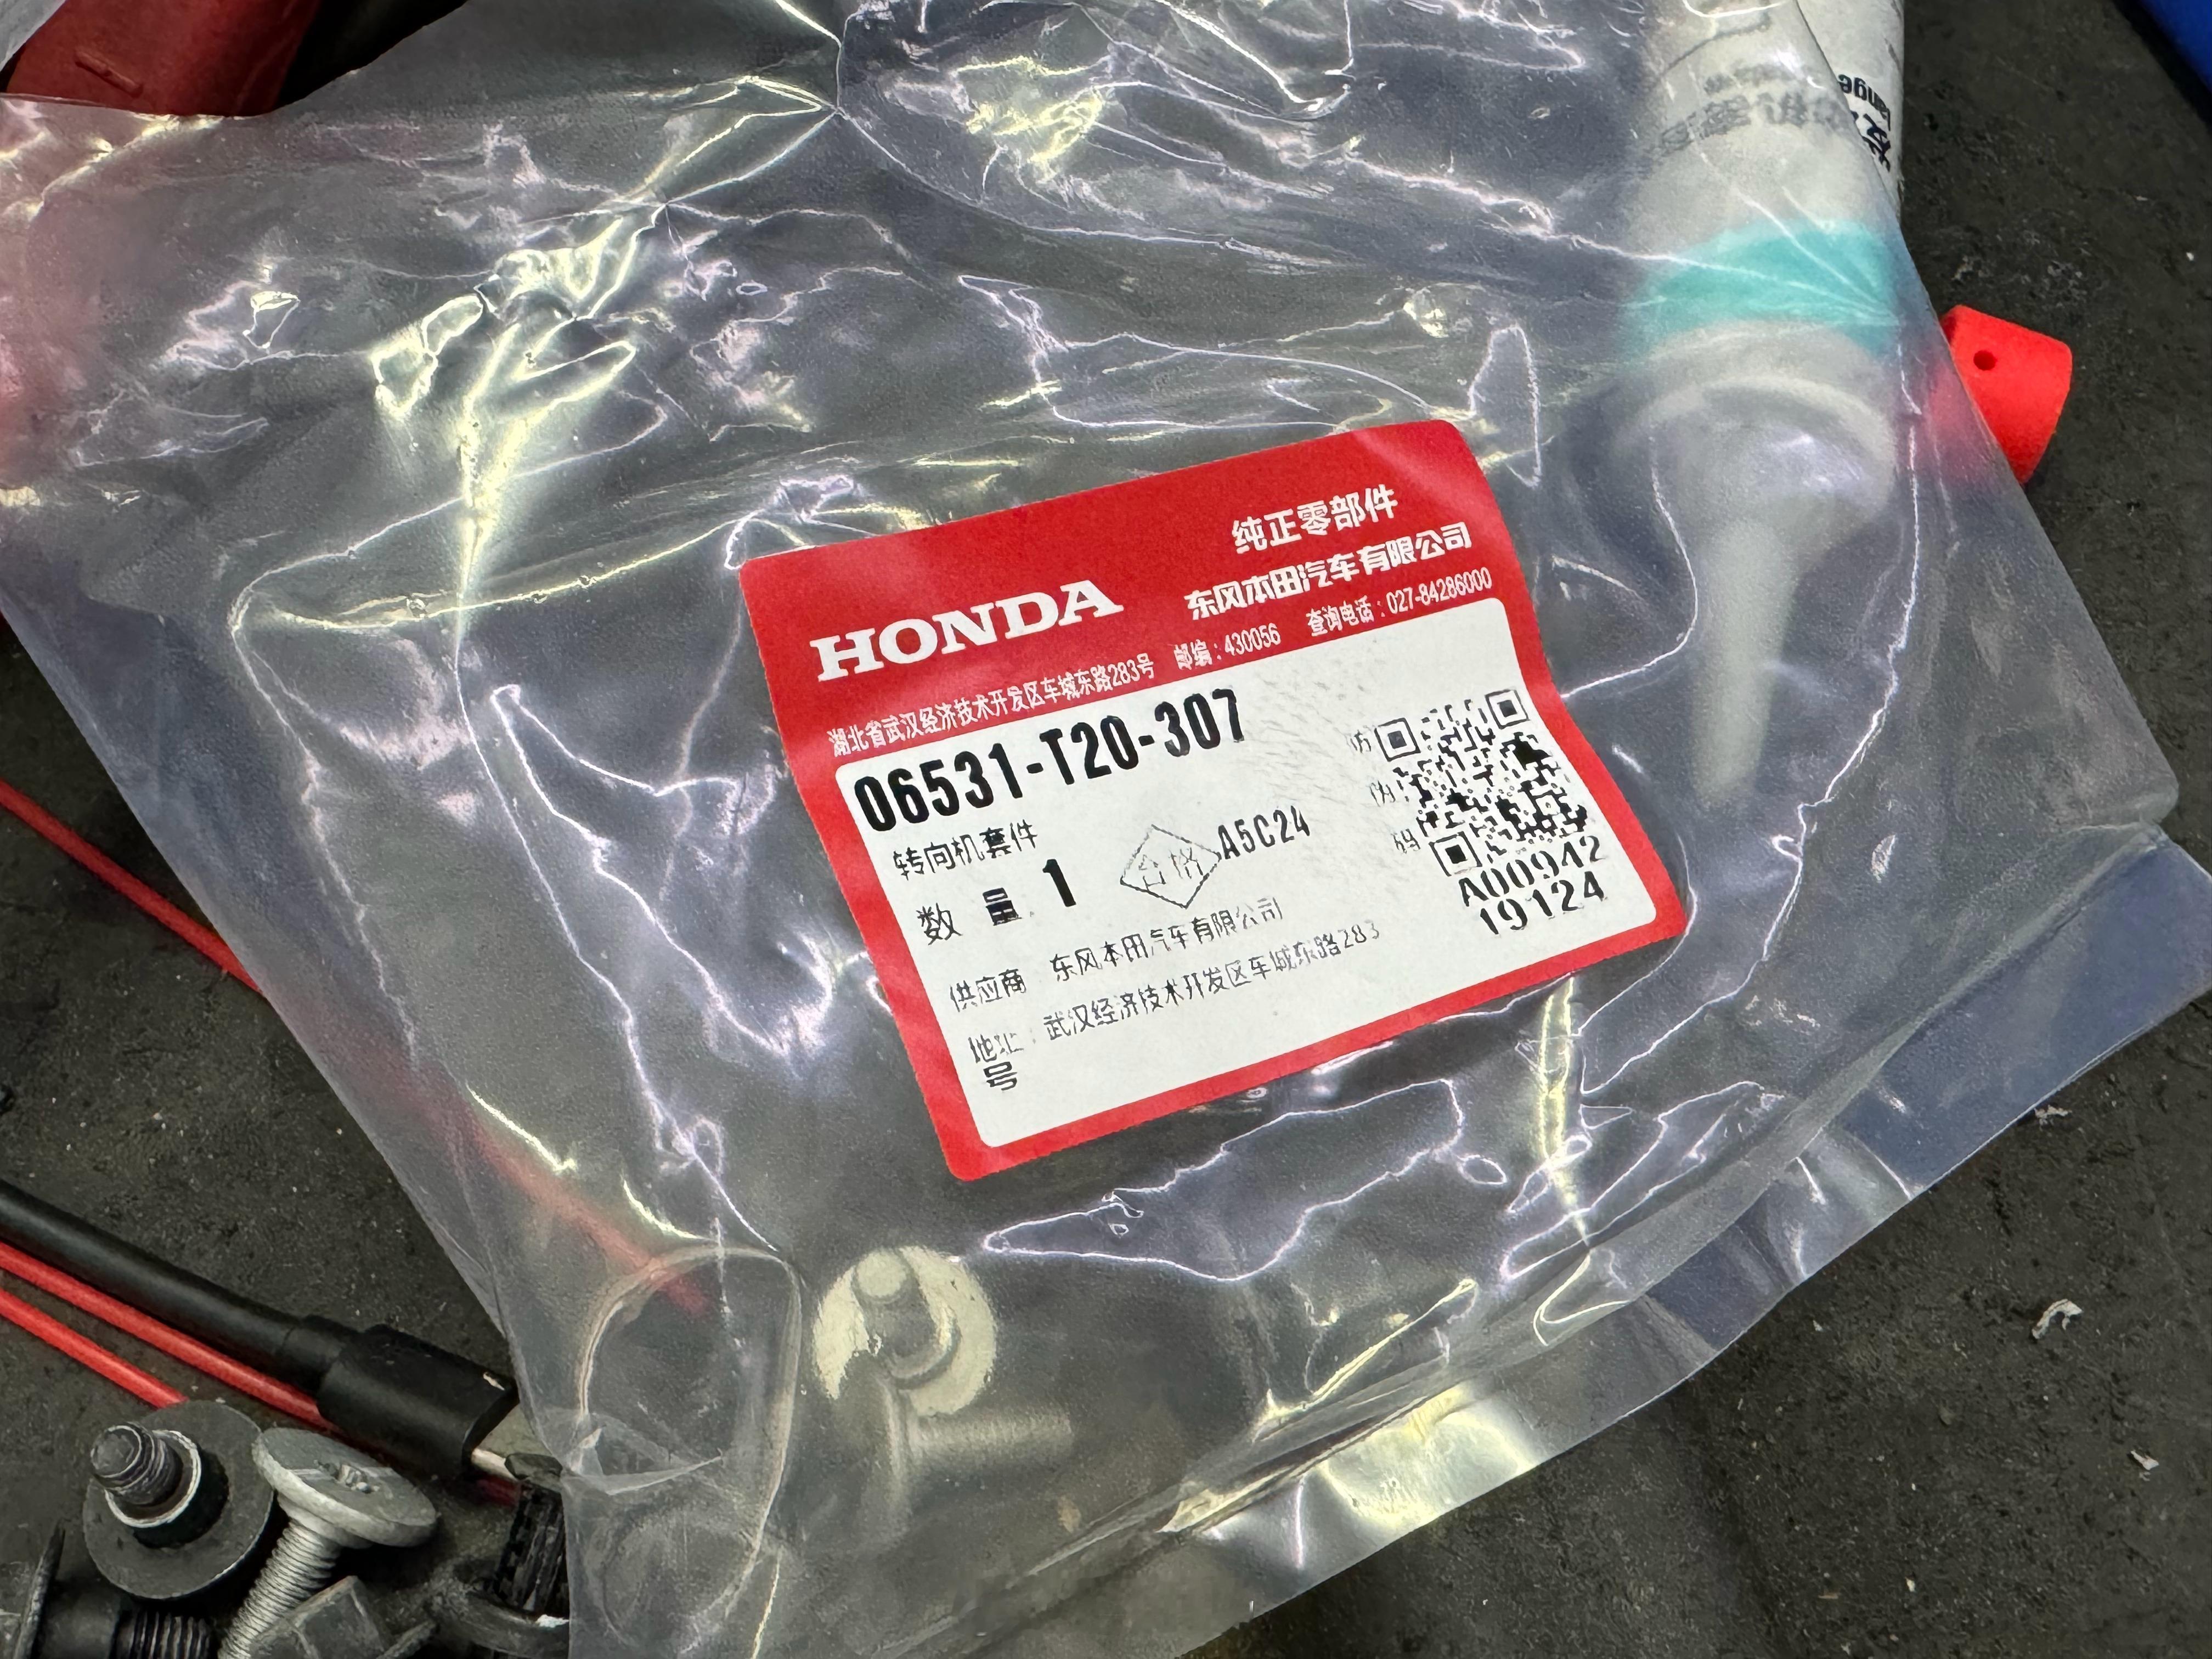 纯正零部件
HONDA
东风本田汽车有限公司
湖北省武汉经济技术开发区车城东路283号 邮编：430056 查询电话：027-84286000
06531-T20-307
转向机套件
数量 1
合格 A5C24
防伪码
A00942
19124
供应商 东风本田汽车有限公司
地址：武汉经济技术开发区车城东路283
号